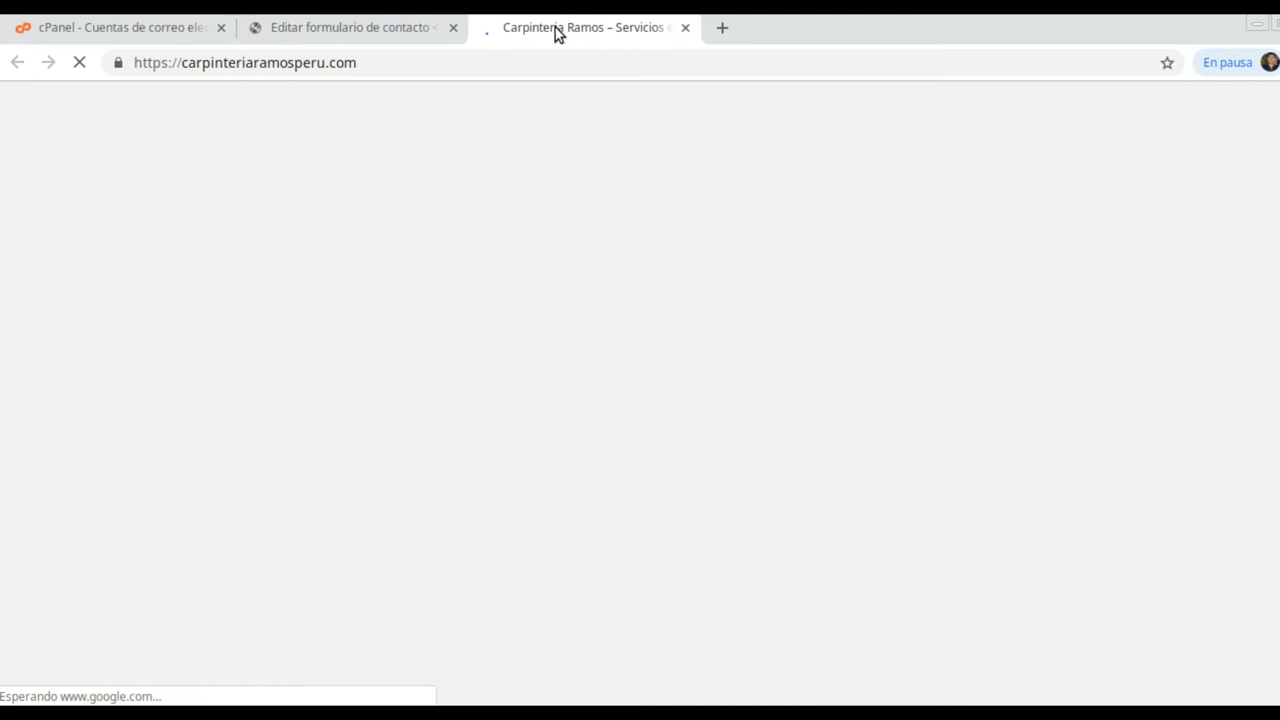 cPanel - Cuentas de correo ele
Editar formulario de contacto
Carpintería Ramos – Servicios
https://carpinteriaramosperu.com
En pausa
Esperando www.google.com...